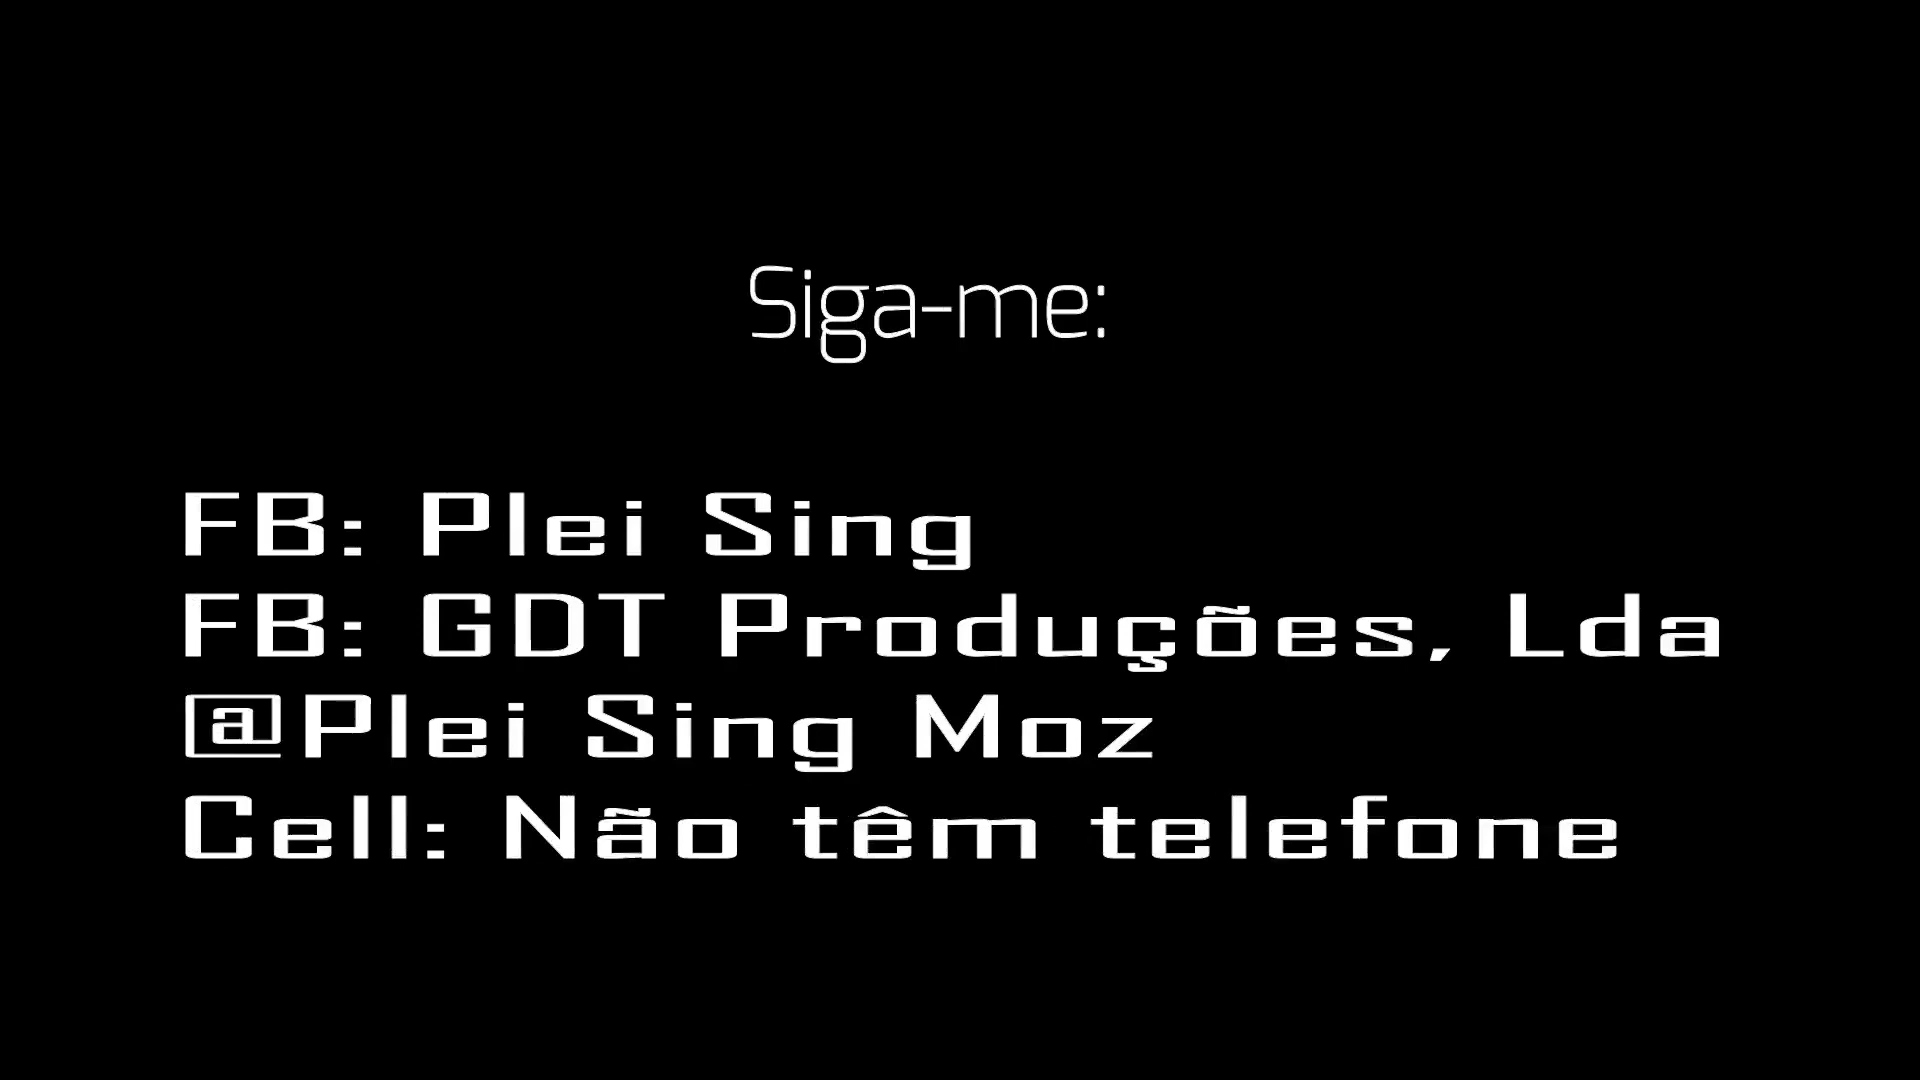 Siga-me:
FB: Plei Sing
FB: GDT Produções, Lda
@Plei Sing Moz
Cell: Não têm telefone